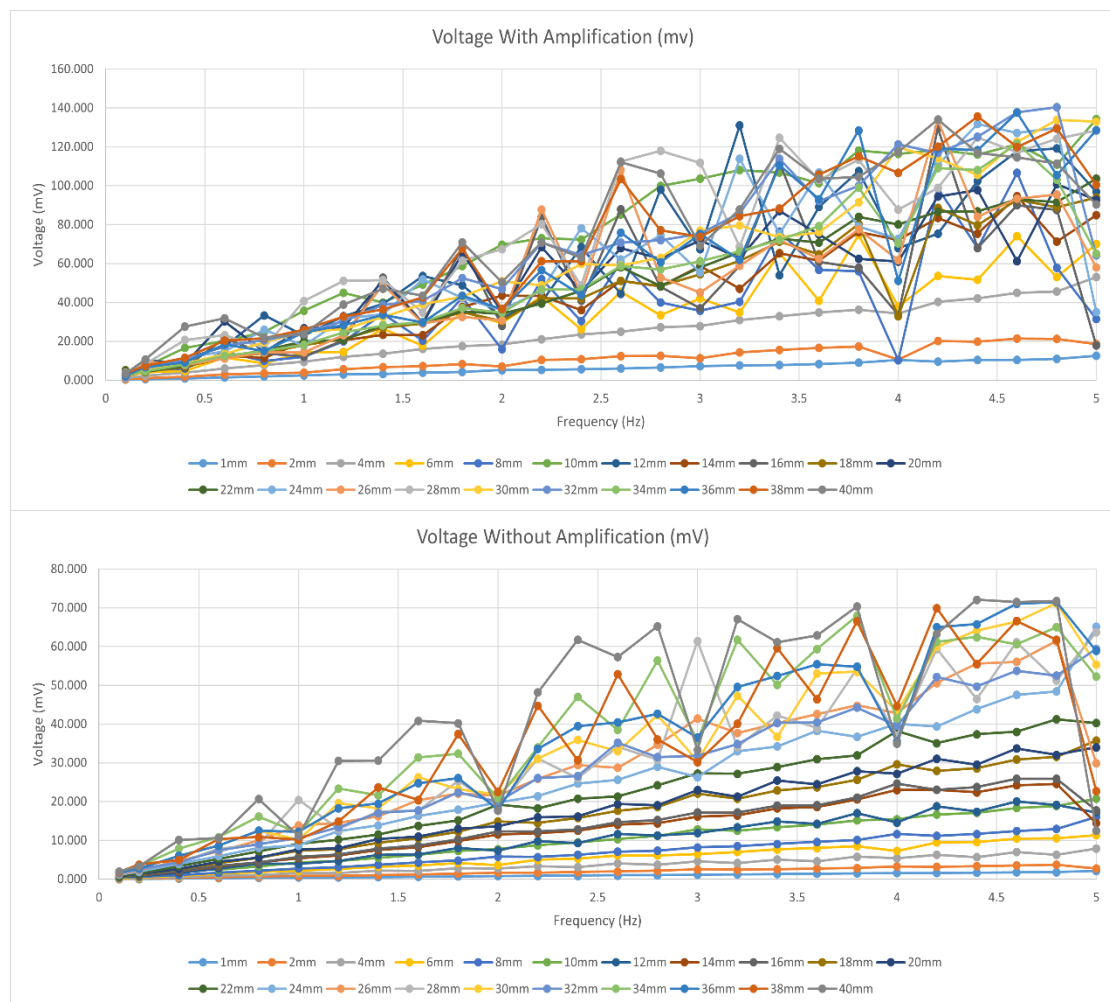 Voltage With Amplification (mv)
160.000
140.000
120.000
100.000
80.000
60.000
40.000
20.000
0.000
Voltage (mV)
0 0.5 1 1.5 2 2.5 3 3.5 4 4.5 5
Frequency (Hz)
1mm 2mm 4mm 6mm 8mm 10mm 12mm 14mm 16mm 18mm 20mm
22mm 24mm 26mm 28mm 30mm 32mm 34mm 36mm 38mm 40mm
Voltage Without Amplification (mV)
80.000
70.000
60.000
50.000
40.000
30.000
20.000
10.000
0.000
Voltage (mV)
0 0.5 1 1.5 2 2.5 3 3.5 4 4.5 5
Frequency (Hz)
1mm 2mm 4mm 6mm 8mm 10mm 12mm 14mm 16mm 18mm 20mm
22mm 24mm 26mm 28mm 30mm 32mm 34mm 36mm 38mm 40mm